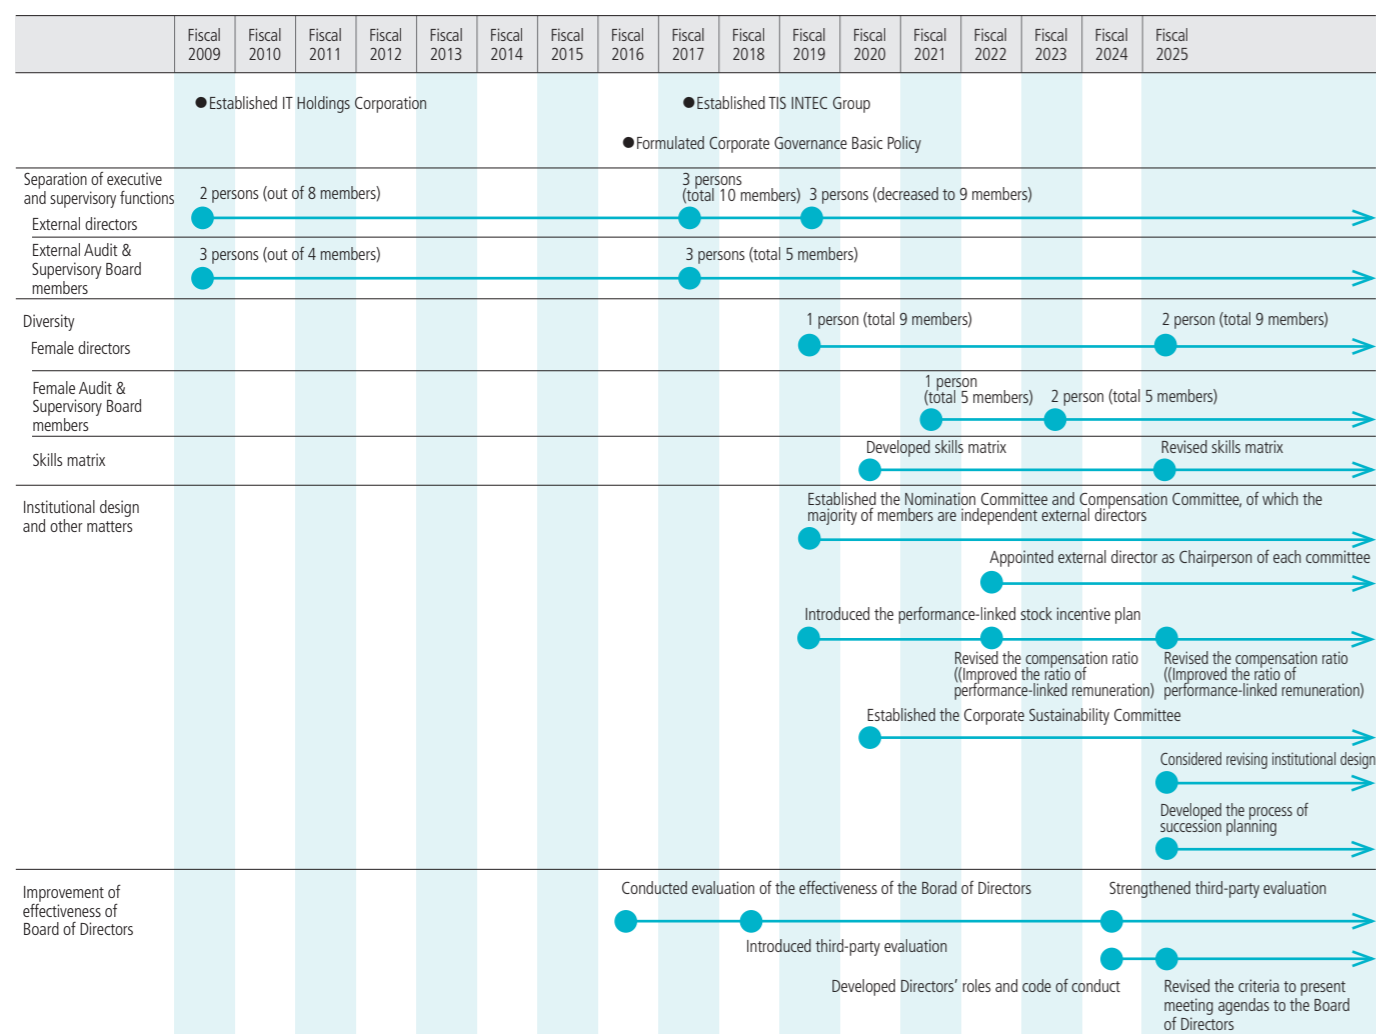 Fiscal 2009
Fiscal 2010
Fiscal 2011
Fiscal 2012
Fiscal 2013
Fiscal 2014
Fiscal 2015
Fiscal 2016
Fiscal 2017
Fiscal 2018
Fiscal 2019
Fiscal 2020
Fiscal 2021
Fiscal 2022
Fiscal 2023
Fiscal 2024
Fiscal 2025
●Established IT Holdings Corporation
●Established TIS INTEC Group
●Formulated Corporate Governance Basic Policy
Separation of executive
and supervisory functions
External directors
2 persons (out of 8 members)
3 persons
(total 10 members)
3 persons (decreased to 9 members)
External Audit &
Supervisory Board
members
3 persons (out of 4 members)
3 persons (total 5 members)
Diversity
Female directors
1 person (total 9 members)
2 person (total 9 members)
Female Audit &
Supervisory Board
members
1 person
(total 5 members)
2 person (total 5 members)
Skills matrix
Developed skills matrix
Revised skills matrix
Institutional design
and other matters
Established the Nomination Committee and Compensation Committee, of which the
majority of members are independent external directors
Appointed external director as Chairperson of each committee
Introduced the performance-linked stock incentive plan
Revised the compensation ratio
((Improved the ratio of
performance-linked remuneration)
Revised the compensation ratio
((Improved the ratio of
performance-linked remuneration)
Established the Corporate Sustainability Committee
Considered revising institutional design
Developed the process of
succession planning
Improvement of
effectiveness of
Board of Directors
Conducted evaluation of the effectiveness of the Borad of Directors
Strengthened third-party evaluation
Introduced third-party evaluation
Developed Directors' roles and code of conduct
Revised the criteria to present
meeting agendas to the Board
of Directors